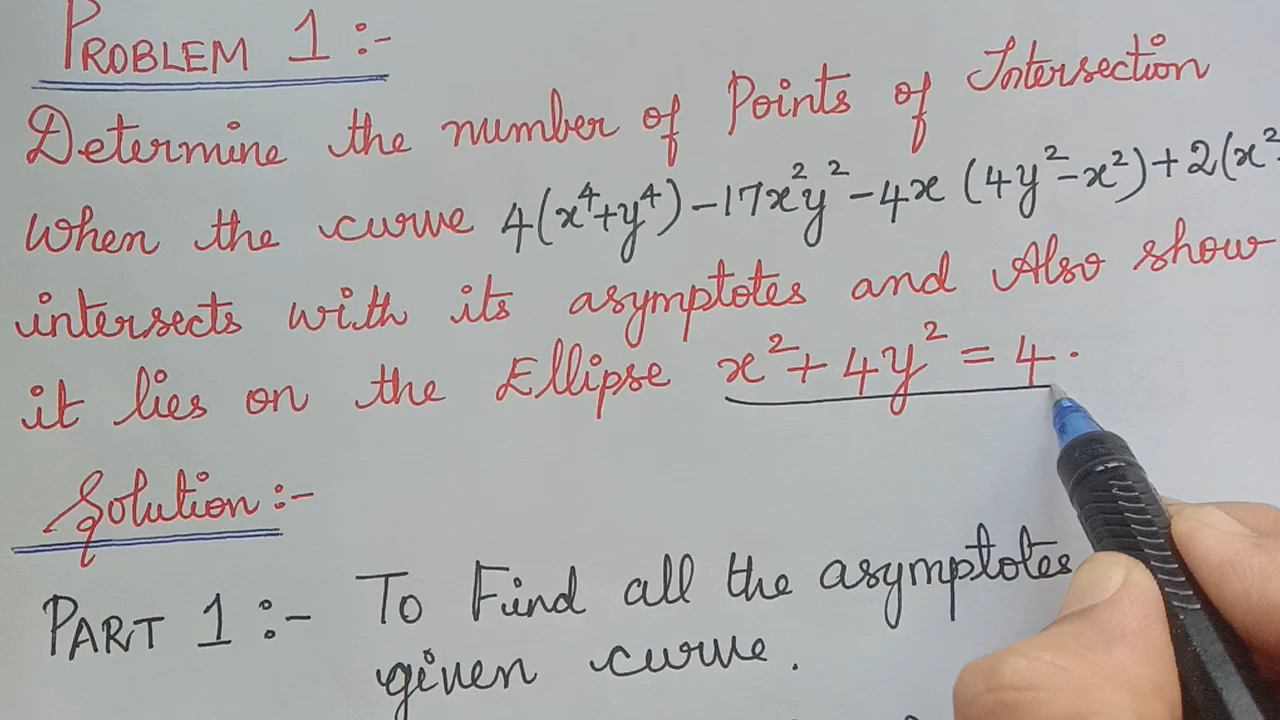 PROBLEM 1 :-
Determine the number of Points of Intersection
When the curve 4(x⁴+y⁴) - 17x²y² - 4x (4y²-x²) + 2(x²
intersects with its asymptotes and Also show
it lies on the Ellipse x² + 4y² = 4.
Solution :-
PART 1 :- To Find all the asymptotes
given curve.